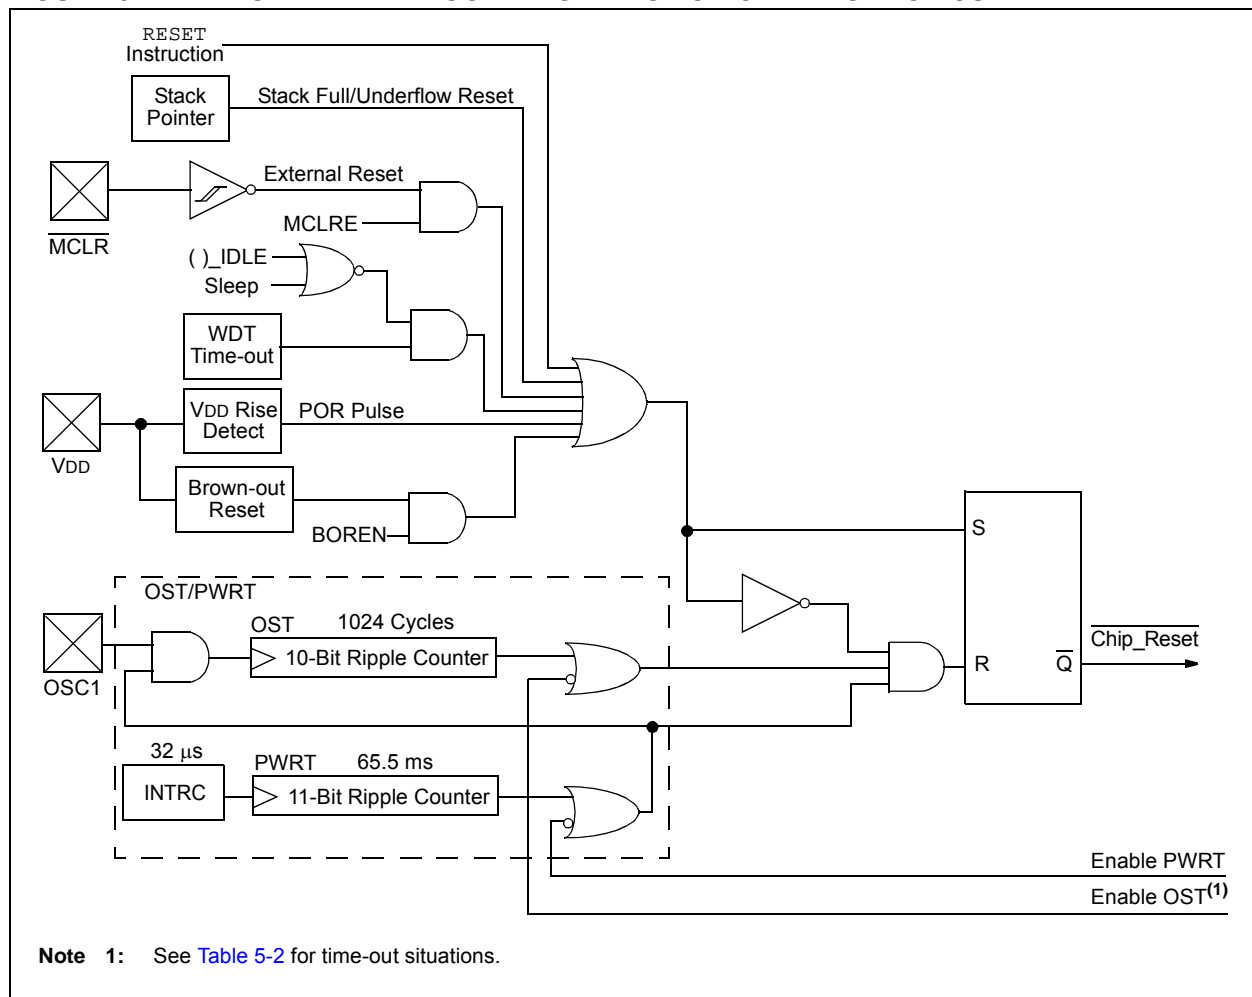 RESET
Instruction
Stack
Pointer
Stack Full/Underflow Reset
External Reset
MCLR
MCLRE
( )_IDLE
Sleep
WDT
Time-out
VDD Rise
Detect
POR Pulse
VDD
Brown-out
Reset
BOREN
S
OST/PWRT
OST
1024 Cycles
10-Bit Ripple Counter
OSC1
R
Q
Chip_Reset
32 μs
INTRC
PWRT
65.5 ms
11-Bit Ripple Counter
Enable PWRT
Enable OST(1)
Note 1: See Table 5-2 for time-out situations.